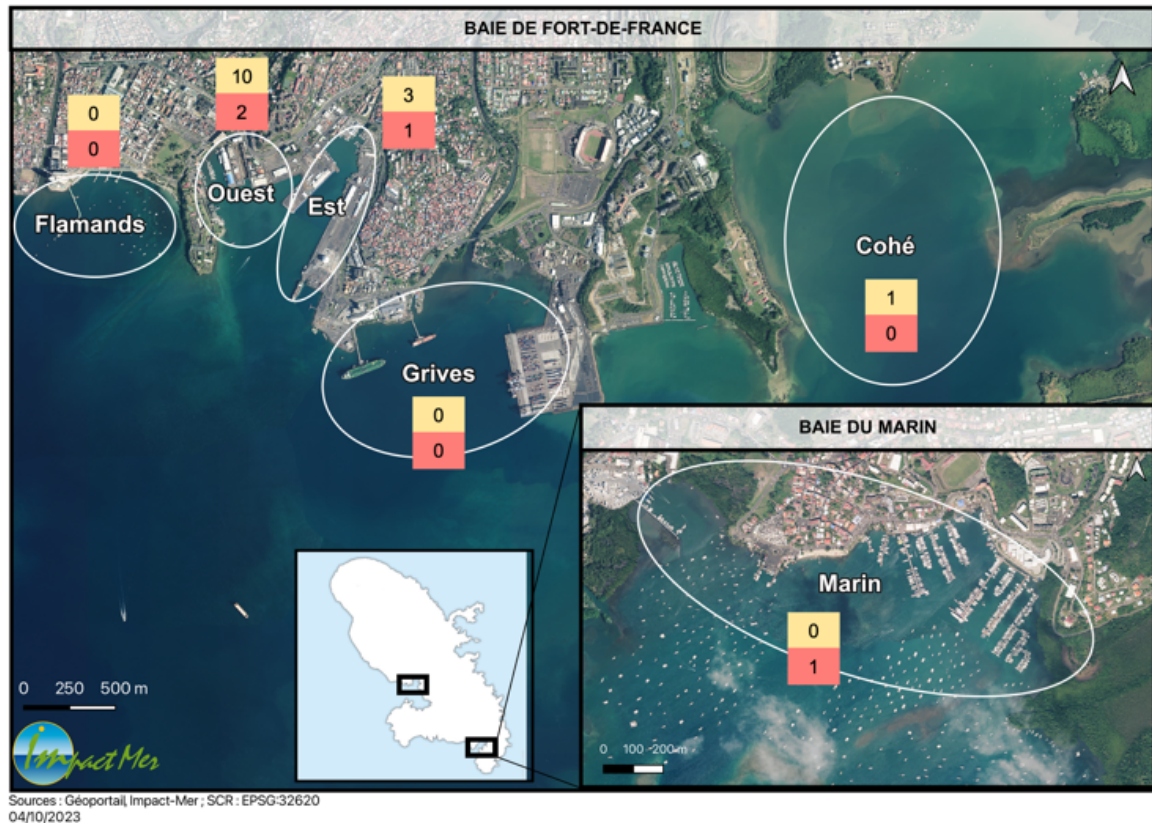 BAIE DE FORT-DE-FRANCE
0
0
10
2
3
1
Flamands
Ouest
Est
Cohé
1
0
Grives
0
0
BAIE DU MARIN
Marin
0
1
0 250 500 m
0 100 200 m
Impact Mer
Sources : Géoportail, Impact-Mer ; SCR : EPSG:32620
04/10/2023